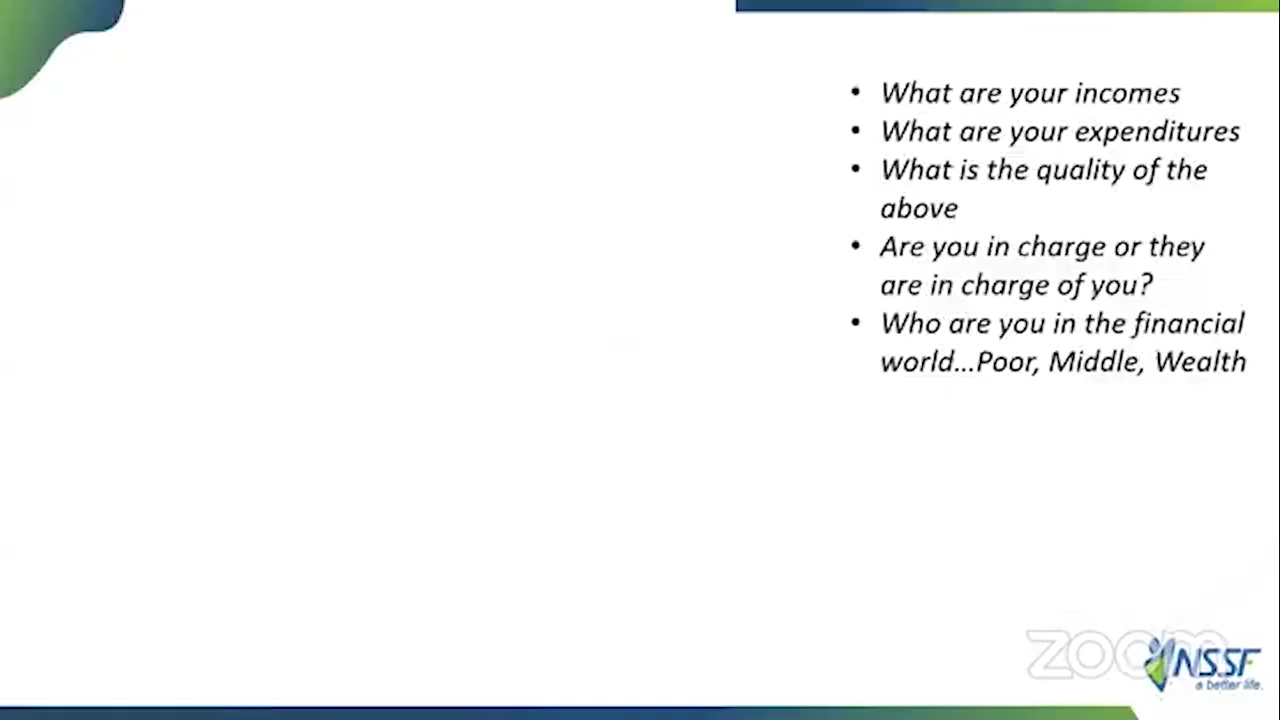 • What are your incomes
• What are your expenditures
• What is the quality of the
above
• Are you in charge or they
are in charge of you?
• Who are you in the financial
world...Poor, Middle, Wealth
zoom
NSSF
a better life.